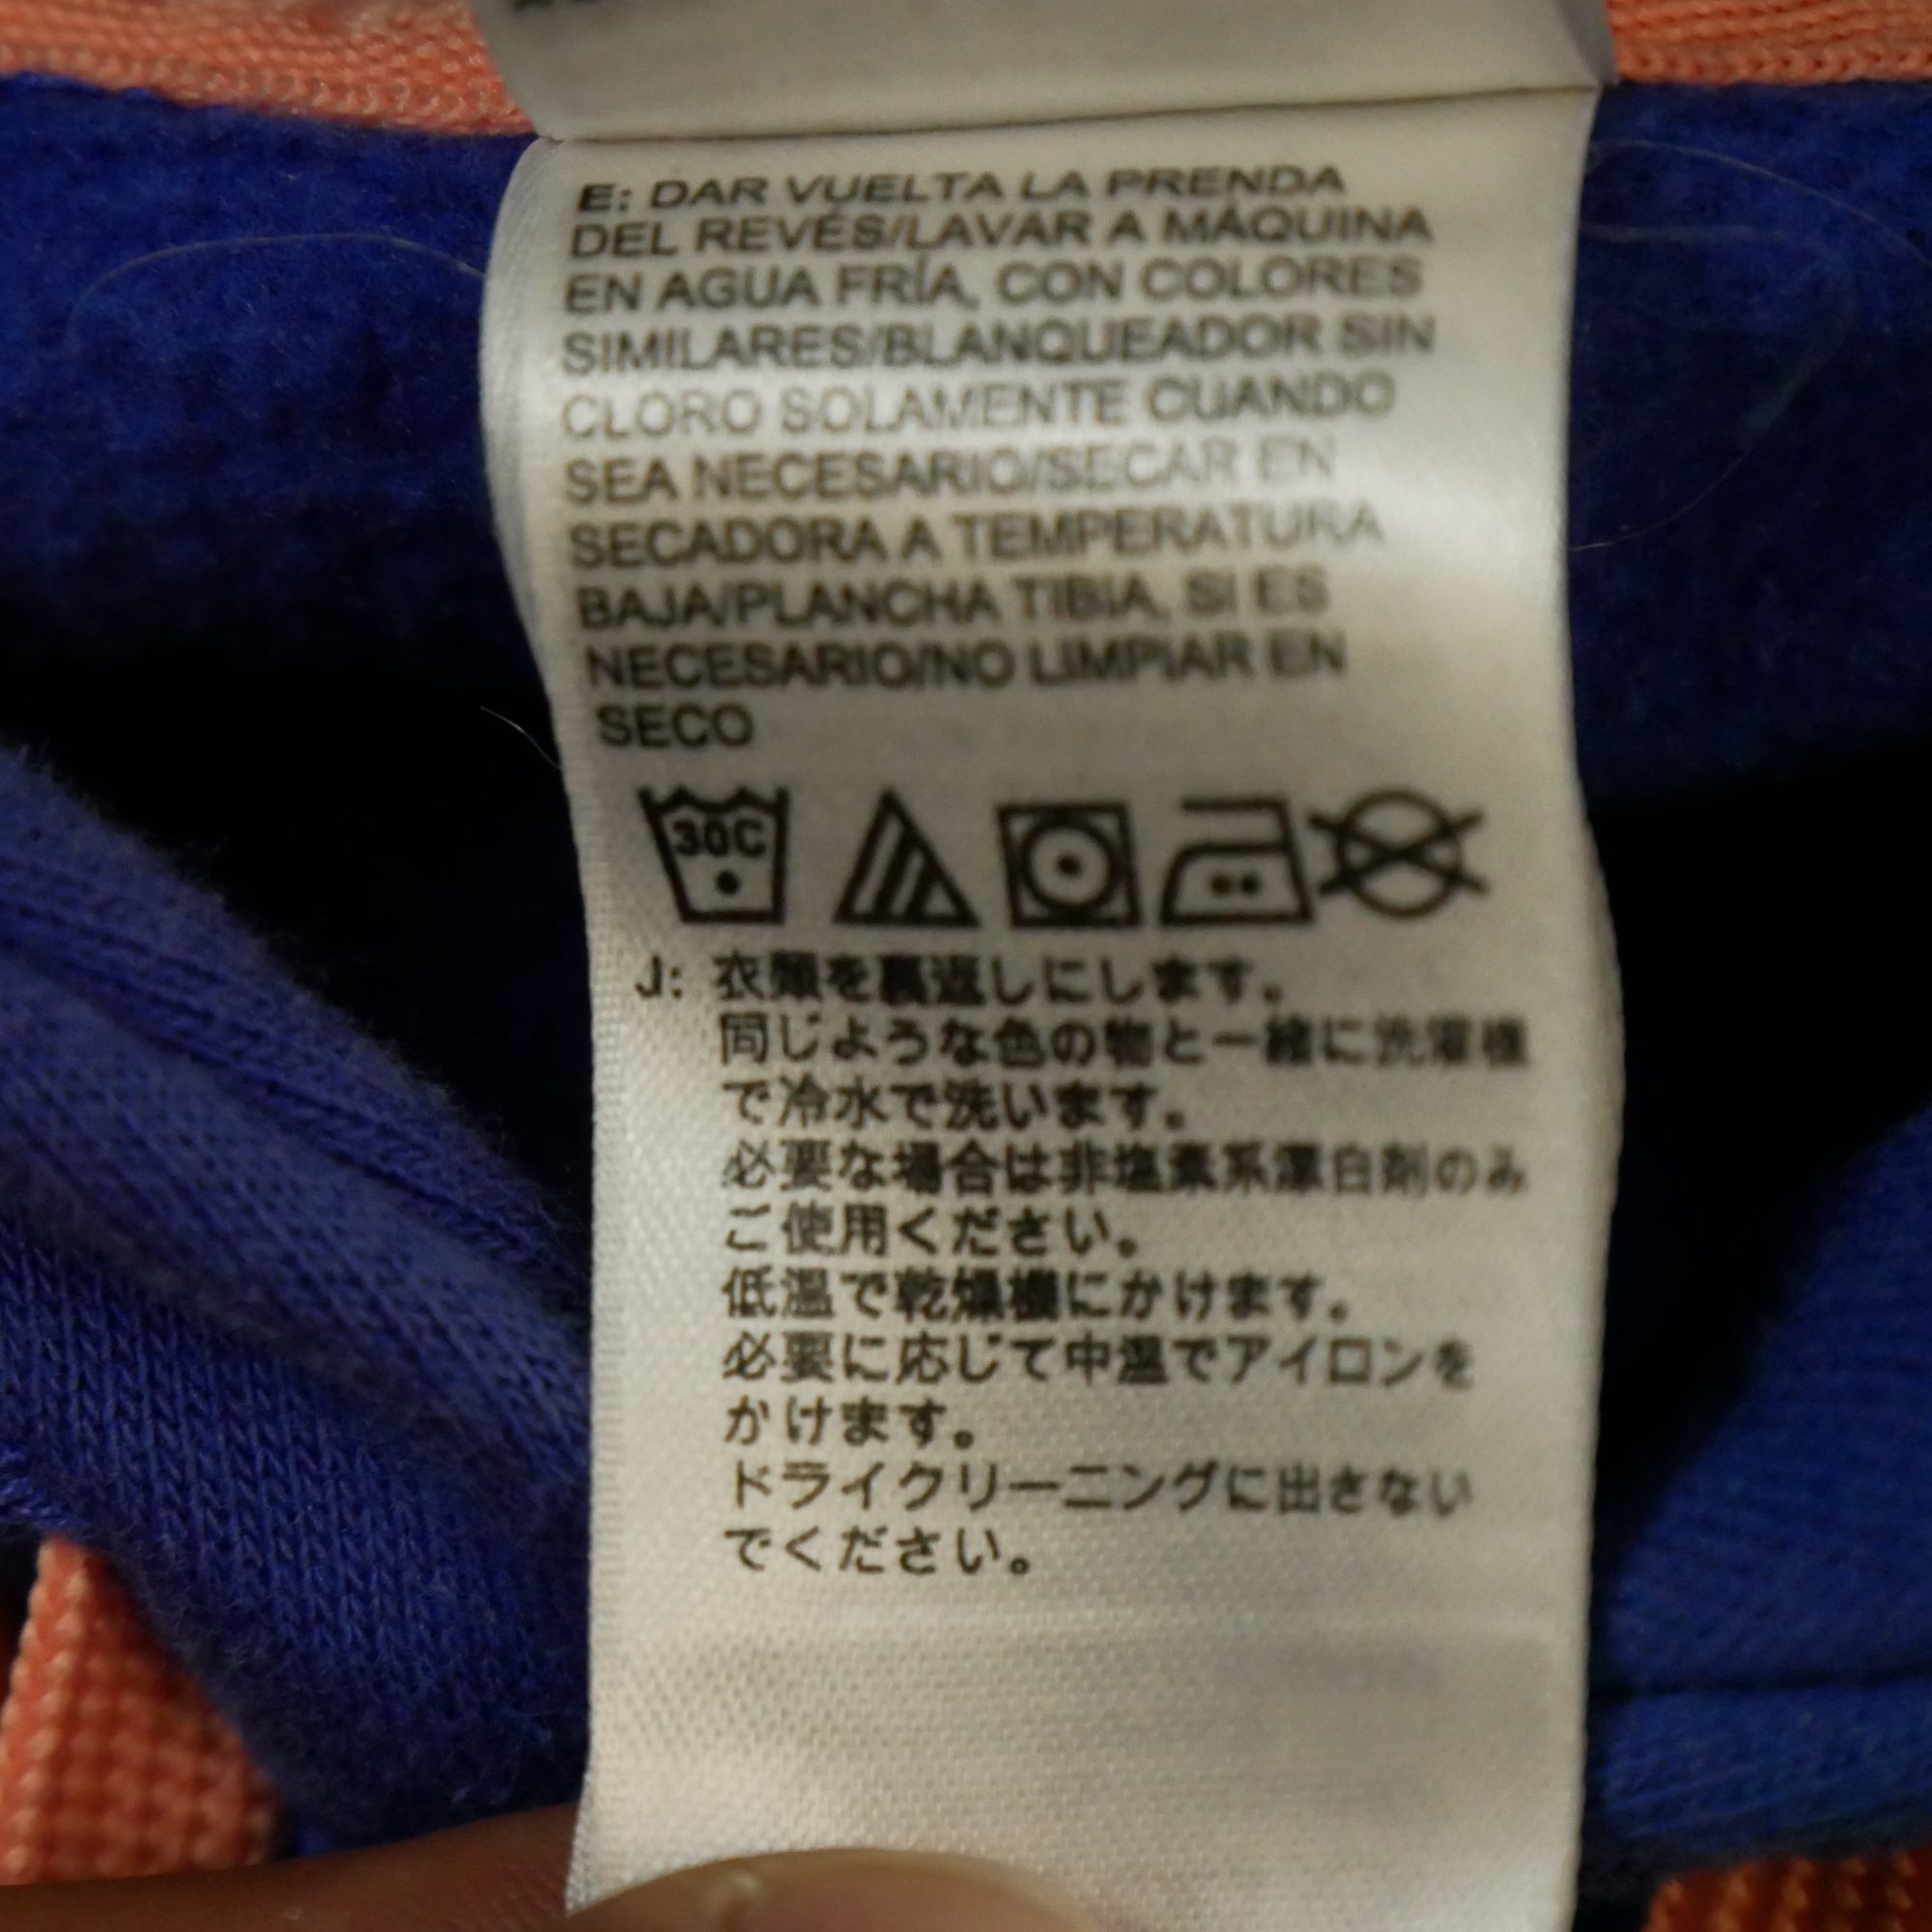 E: DAR VUELTA LA PRENDA
DEL REVÉS/LAVAR A MÁQUINA
EN AGUA FRÍA, CON COLORES
SIMILARES/BLANQUEADOR SIN
CLORO SOLAMENTE CUANDO
SEA NECESARIO/SECAR EN
SECADORA A TEMPERATURA
BAJA/PLANCHA TIBIA, SI ES
NECESARIO/NO LIMPIAR EN
SECO
30C
J: 衣類を裏返しにします。
同じような色の物と一緒に洗濯機
で冷水で洗います。
必要な場合は非塩素系漂白剤のみ
ご使用ください。
低温で乾燥機にかけます。
必要に応じて中温でアイロンを
かけます。
ドライクリーニングに出さない
でください。